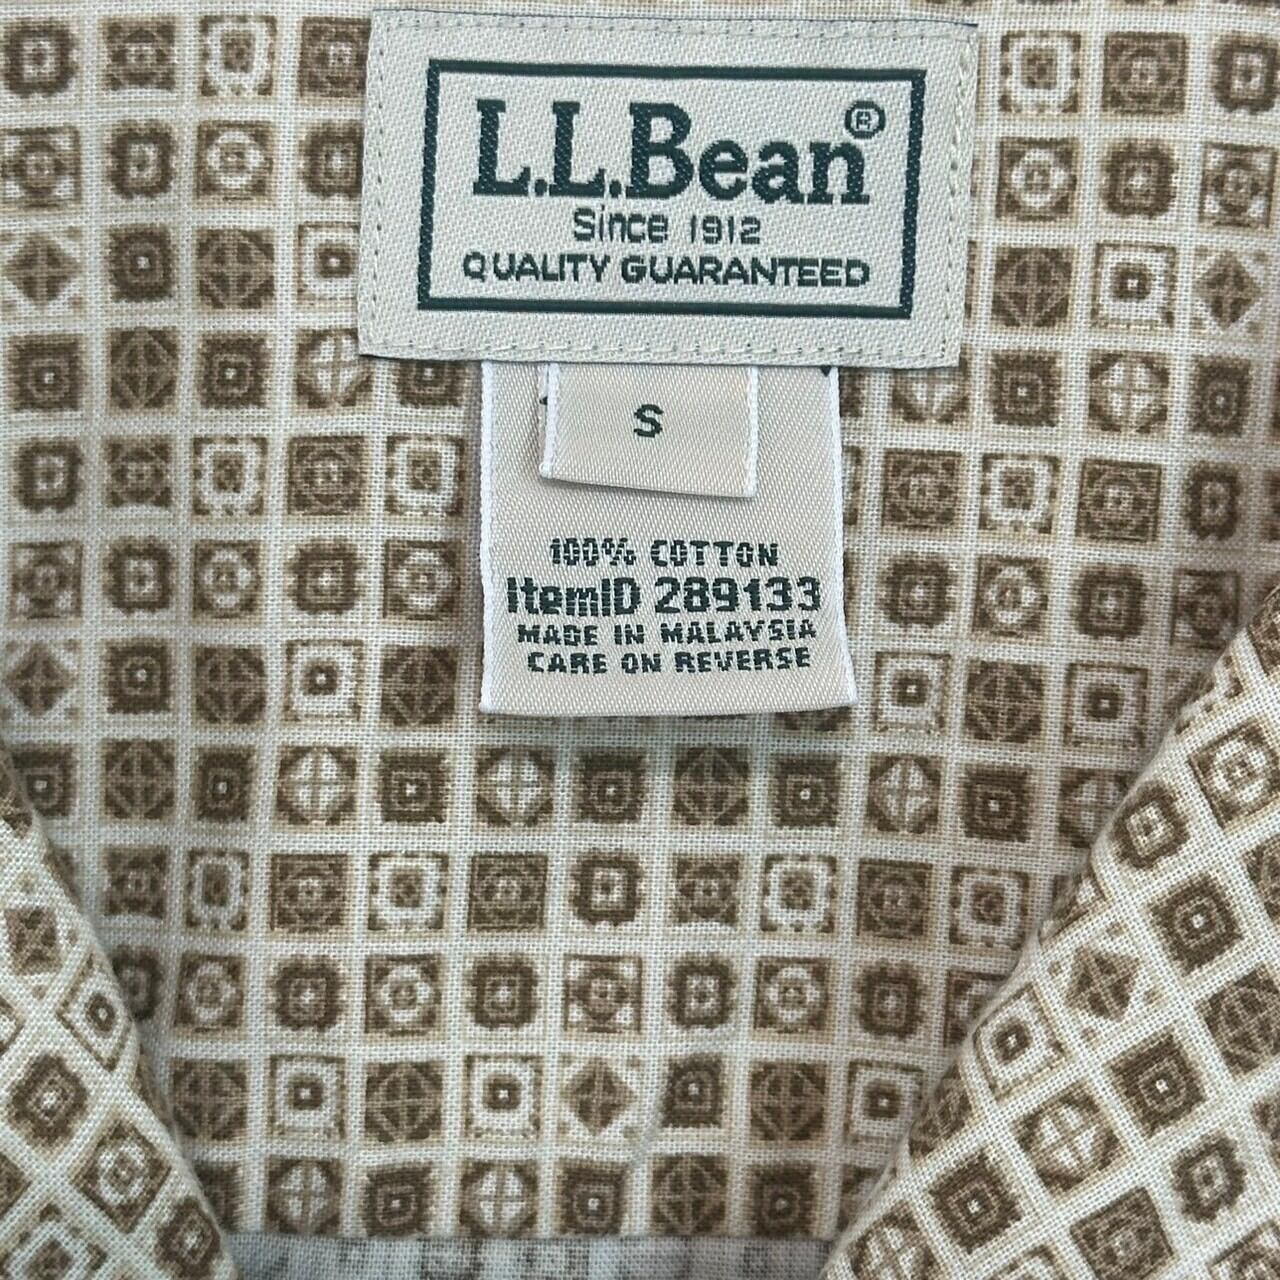 L.L.Bean®
Since 1912
QUALITY GUARANTEED
S
100% COTTON
ItemID 289133
MADE IN MALAYSIA
CARE ON REVERSE